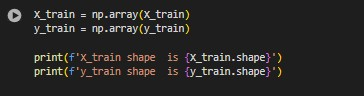 X_train = np.array(X_train)
y_train = np.array(y_train)
print(f'X_train shape  is {X_train.shape}')
print(f'y_train shape  is {y_train.shape}')